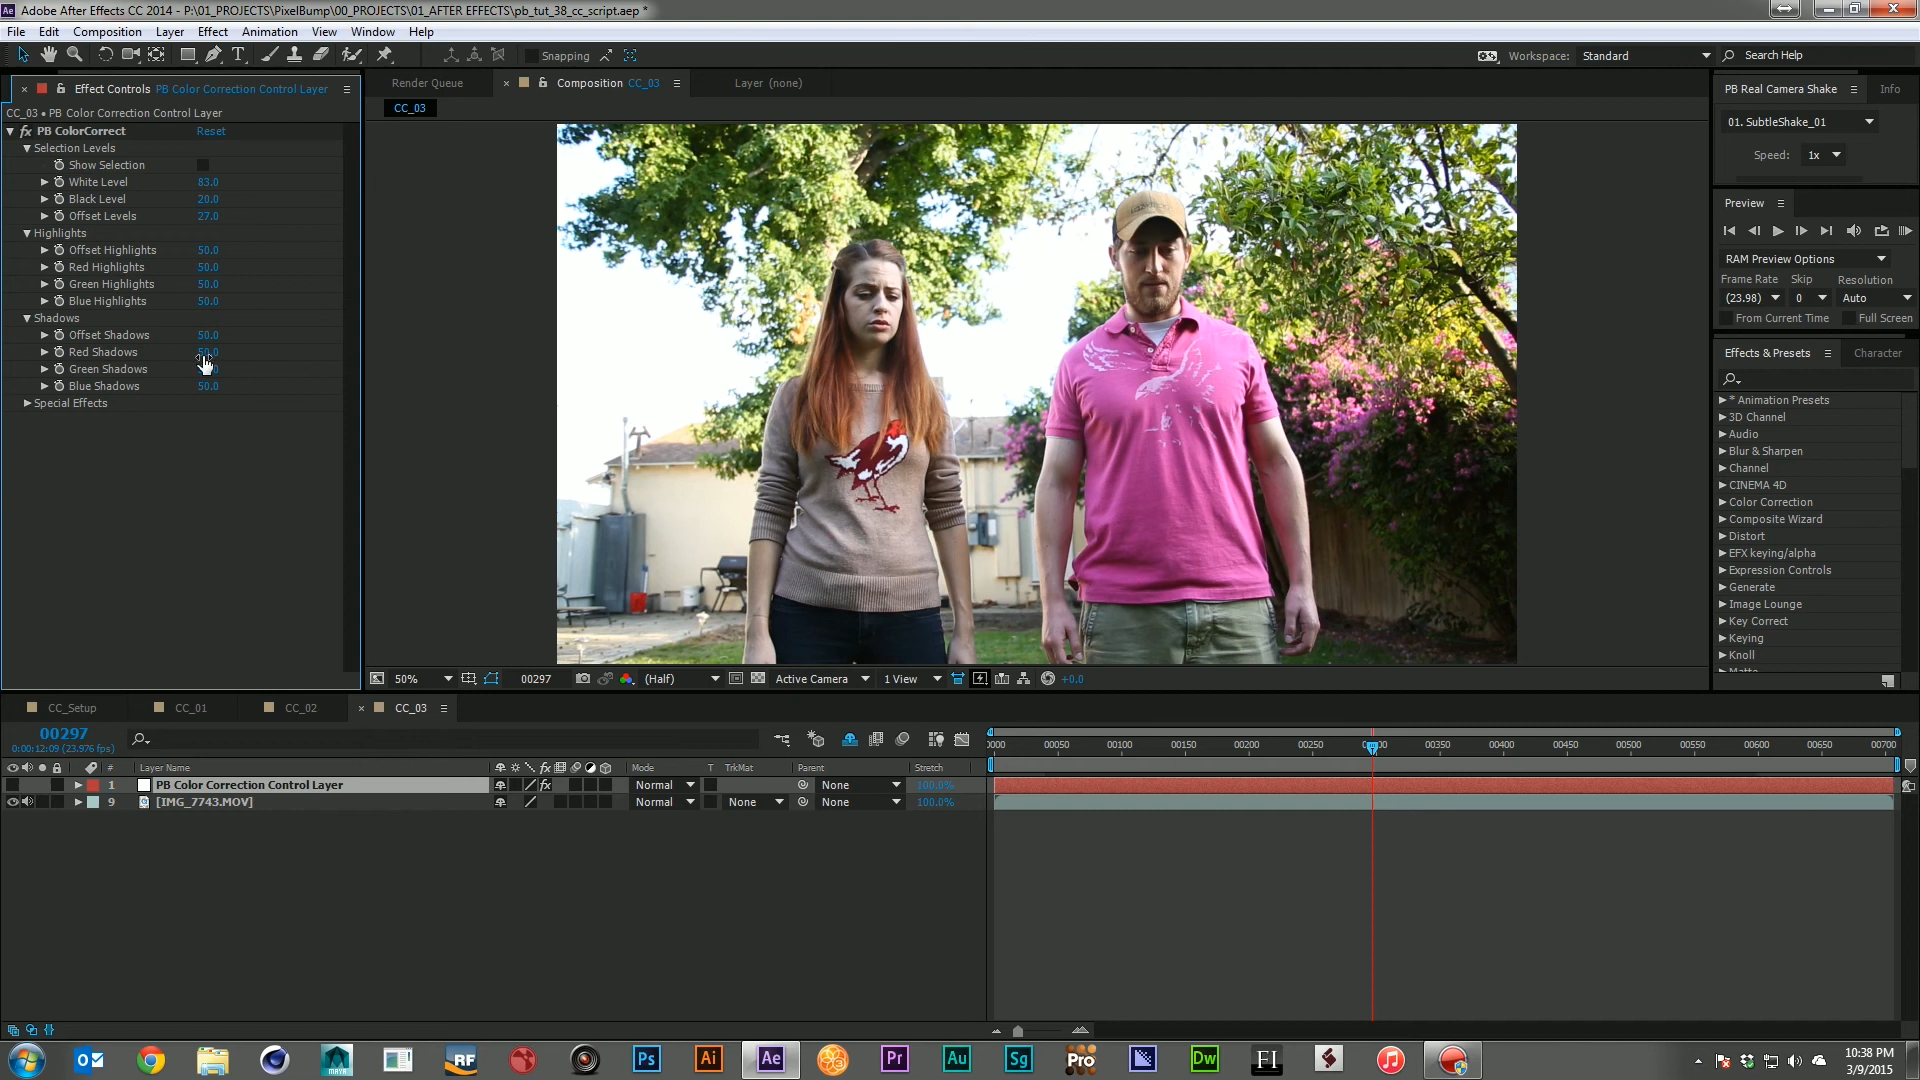 Adobe After Effects CC 2014 - P:\01_PROJECTS\PixelBump\00_PROJECTS\01_AFTER EFFECTS\pb_tut_38_cc_script.aep *
File Edit Composition Layer Effect Animation View Window Help
Snapping
Workspace: Standard
Search Help
Effect Controls PB Color Correction Control Layer
CC_03 • PB Color Correction Control Layer
fx PB ColorCorrect Reset
Selection Levels
Show Selection
White Level 83.0
Black Level 20.0
Offset Levels 27.0
Highlights
Offset Highlights 50.0
Red Highlights 50.0
Green Highlights 50.0
Blue Highlights 50.0
Shadows
Offset Shadows 50.0
Red Shadows 50.0
Green Shadows
Blue Shadows 50.0
Special Effects
Render Queue Composition CC_03 Layer (none)
CC_03
50% 00297 (Half) Active Camera 1 View +0.0
PB Real Camera Shake Info
01. SubtleShake_01
Speed: 1x
Preview
RAM Preview Options
Frame Rate Skip Resolution
(23.98) 0 Auto
From Current Time Full Screen
Effects & Presets Character
* Animation Presets
3D Channel
Audio
Blur & Sharpen
Channel
CINEMA 4D
Color Correction
Composite Wizard
Distort
EFX keying/alpha
Expression Controls
Generate
Image Lounge
Key Correct
Keying
Knoll
Matte
CC_Setup CC_01 CC_02 CC_03
00297
0:00:12:09 (23.976 fps)
0000 00050 00100 00150 00200 00250 00350 00400 00450 00500 00550 00600 00650 00700
# Layer Name fx Mode T TrkMat Parent Stretch
1 PB Color Correction Control Layer fx Normal None 100.0%
9 [IMG_7743.MOV] Normal None None 100.0%
MAYA RF Ps Ai Ae Pr Au Sg Pro Dw FI
10:38 PM
3/9/2015